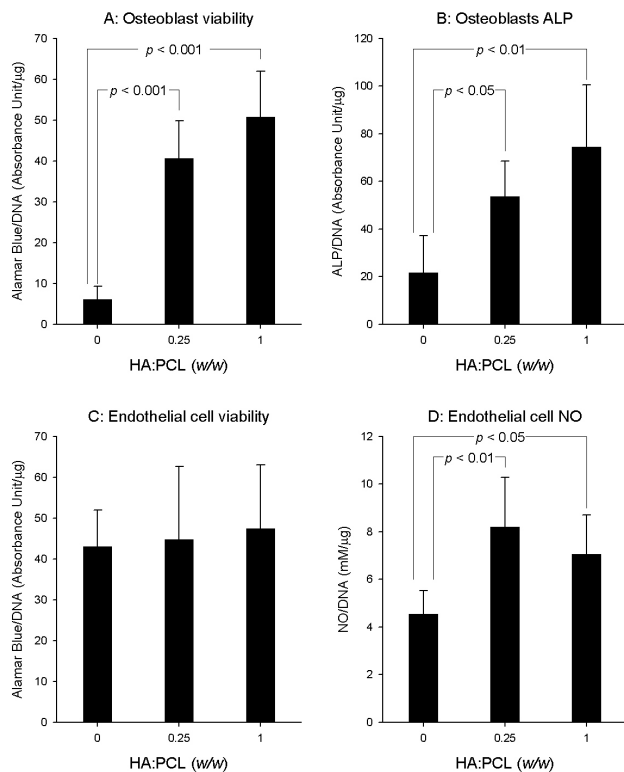 A: Osteoblast viability
Alamar Blue/DNA (Absorbance Unit/µg)
70
60
50
40
30
20
10
0
p < 0.001
p < 0.001
0 0.25 1
HA:PCL (w/w)
B: Osteoblasts ALP
ALP/DNA (Absorbance Unit/µg)
120
100
80
60
40
20
0
p < 0.01
p < 0.05
0 0.25 1
HA:PCL (w/w)
C: Endothelial cell viability
Alamar Blue/DNA (Absorbance Unit/µg)
70
60
50
40
30
20
10
0
0 0.25 1
HA:PCL (w/w)
D: Endothelial cell NO
NO/DNA (mM/µg)
12
10
8
6
4
2
0
p < 0.05
p < 0.01
0 0.25 1
HA:PCL (w/w)